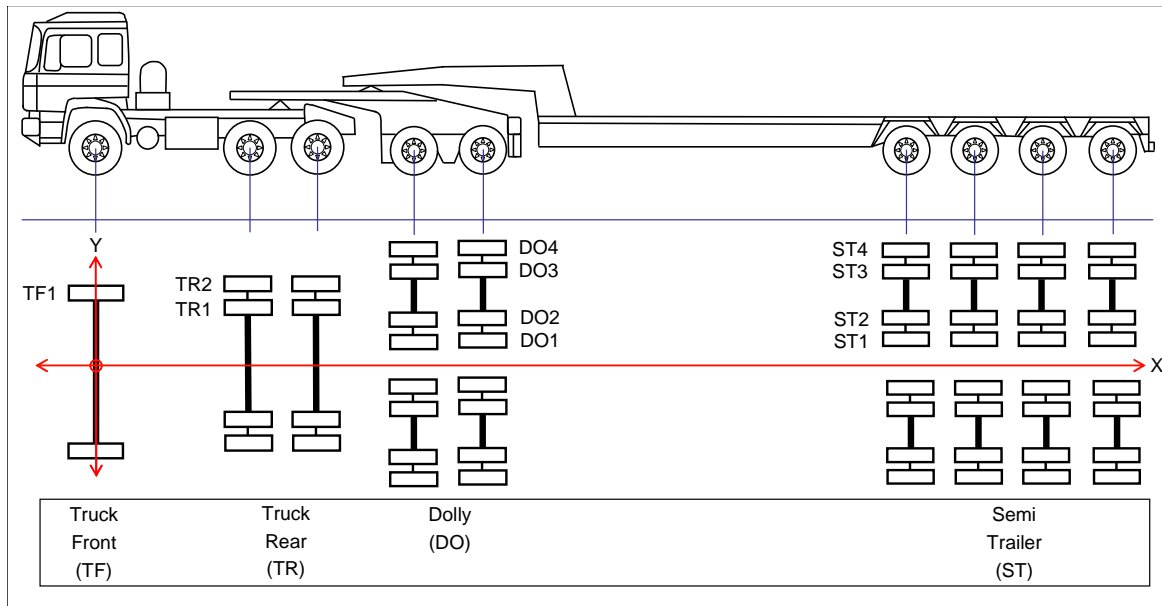 Y
TF1
TR2
TR1
DO4
DO3
DO2
DO1
ST4
ST3
ST2
ST1
X
Truck
Front
(TF)
Truck
Rear
(TR)
Dolly
(DO)
Semi
Trailer
(ST)